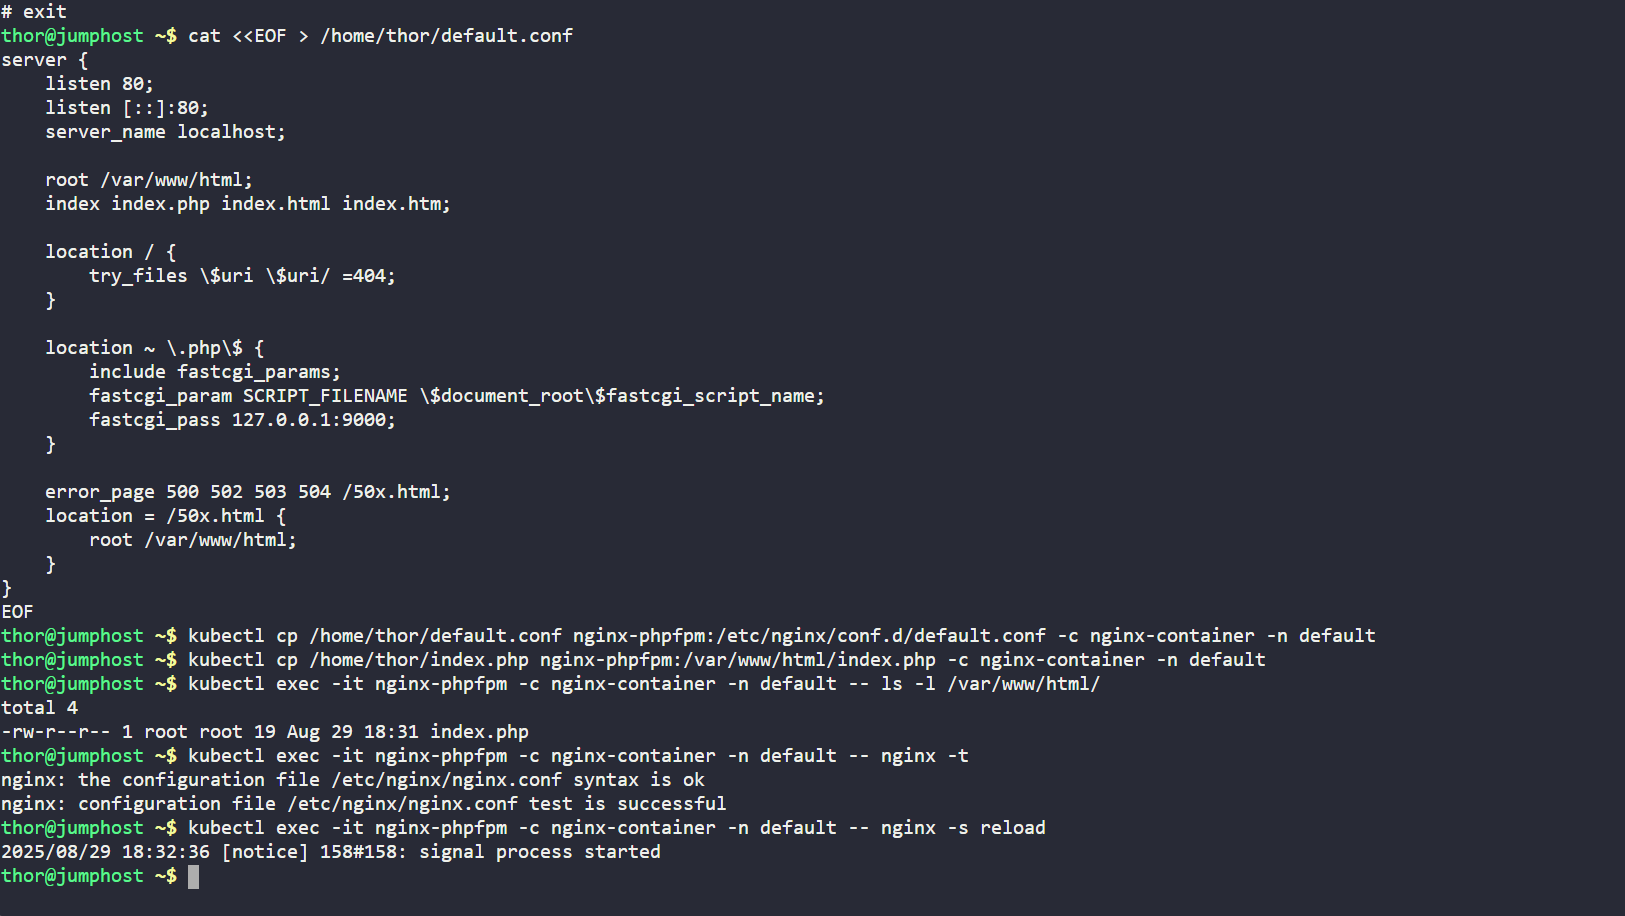 # exit
thor@jumphost ~$ cat <<EOF > /home/thor/default.conf
server {
    listen 80;
    listen [::]:80;
    server_name localhost;

    root /var/www/html;
    index index.php index.html index.htm;

    location / {
        try_files \$uri \$uri/ =404;
    }

    location ~ \.php\$ {
        include fastcgi_params;
        fastcgi_param SCRIPT_FILENAME \$document_root\$fastcgi_script_name;
        fastcgi_pass 127.0.0.1:9000;
    }

    error_page 500 502 503 504 /50x.html;
    location = /50x.html {
        root /var/www/html;
    }
}
EOF
thor@jumphost ~$ kubectl cp /home/thor/default.conf nginx-phpfpm:/etc/nginx/conf.d/default.conf -c nginx-container -n default
thor@jumphost ~$ kubectl cp /home/thor/index.php nginx-phpfpm:/var/www/html/index.php -c nginx-container -n default
thor@jumphost ~$ kubectl exec -it nginx-phpfpm -c nginx-container -n default -- ls -l /var/www/html/
total 4
-rw-r--r-- 1 root root 19 Aug 29 18:31 index.php
thor@jumphost ~$ kubectl exec -it nginx-phpfpm -c nginx-container -n default -- nginx -t
nginx: the configuration file /etc/nginx/nginx.conf syntax is ok
nginx: configuration file /etc/nginx/nginx.conf test is successful
thor@jumphost ~$ kubectl exec -it nginx-phpfpm -c nginx-container -n default -- nginx -s reload
2025/08/29 18:32:36 [notice] 158#158: signal process started
thor@jumphost ~$